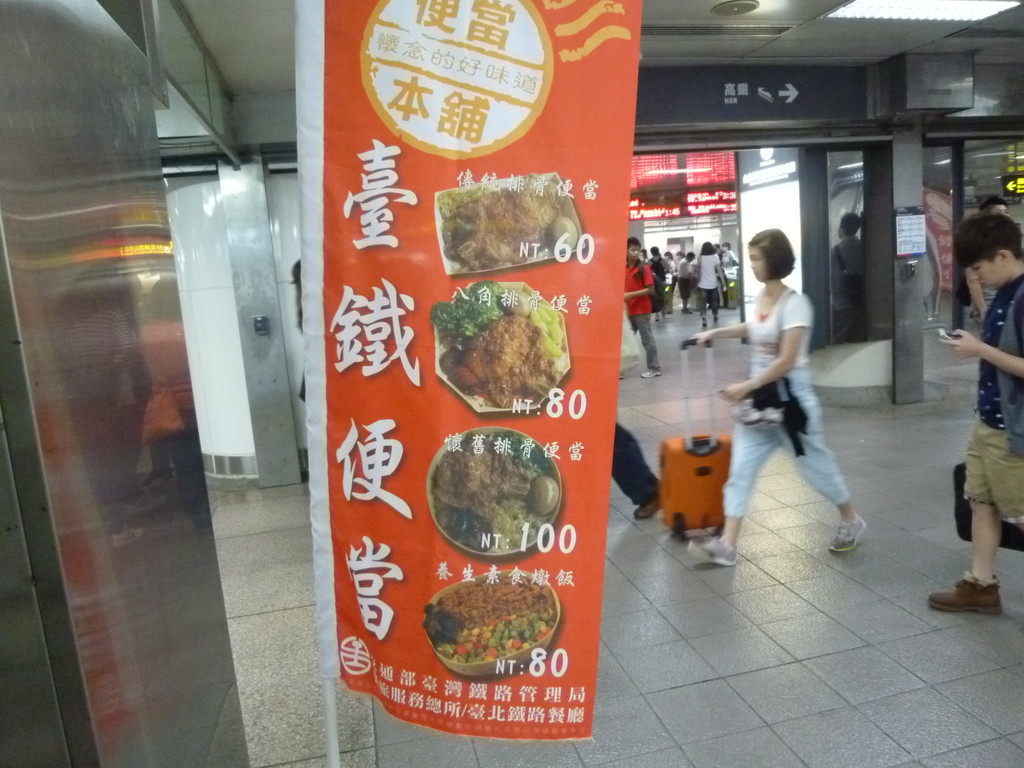 便當
懷念的好味道
本舖
臺鐵便當
傳統排骨便當
NT:60
八角排骨便當
NT:80
懷舊排骨便當
NT:100
養生素食燉飯
NT:80
通部臺灣鐵路管理局
旅服務總所/臺北鐵路餐廳
高鐵
HSR